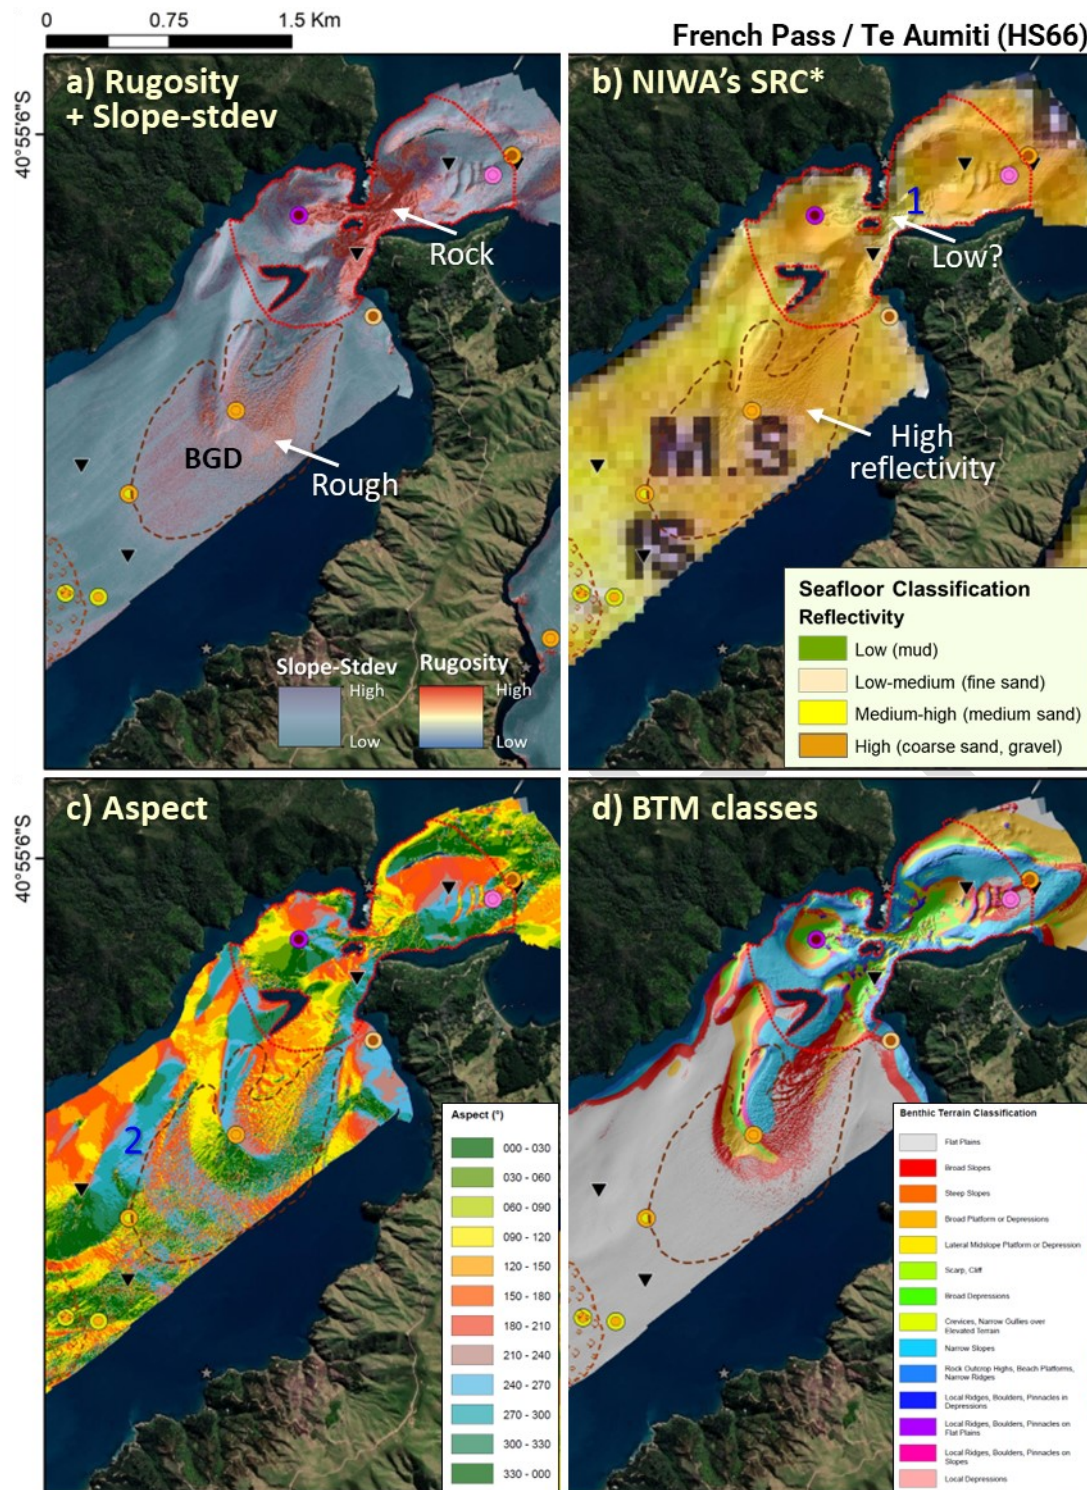 0 0.75 1.5 Km
French Pass / Te Aumiti (HS66)
a) Rugosity
+ Slope-stdev
40°55'6"S
Rock
BGD
Rough
Slope-Stdev
High
Low
Rugosity
High
Low
b) NIWA's SRC*
1
Low?
M.S
High
reflectivity
Seafloor Classification
Reflectivity
Low (mud)
Low-medium (fine sand)
Medium-high (medium sand)
High (coarse sand, gravel)
c) Aspect
40°55'6"S
2
Aspect (°)
000 - 030
030 - 060
060 - 090
090 - 120
120 - 150
150 - 180
180 - 210
210 - 240
240 - 270
270 - 300
300 - 330
330 - 000
d) BTM classes
Benthic Terrain Classification
Flat Plains
Broad Slopes
Steep Slopes
Broad Platform or Depressions
Lateral Midslope Platform or Depression
Scarp, Cliff
Broad Depressions
Crevices, Narrow Gullies over
Elevated Terrain
Narrow Slopes
Rock Outcrop Highs, Beach Platforms,
Narrow Ridges
Local Ridges, Boulders, Pinnacles in
Depressions
Local Ridges, Boulders, Pinnacles on
Flat Plains
Local Ridges, Boulders, Pinnacles on
Slopes
Local Depressions